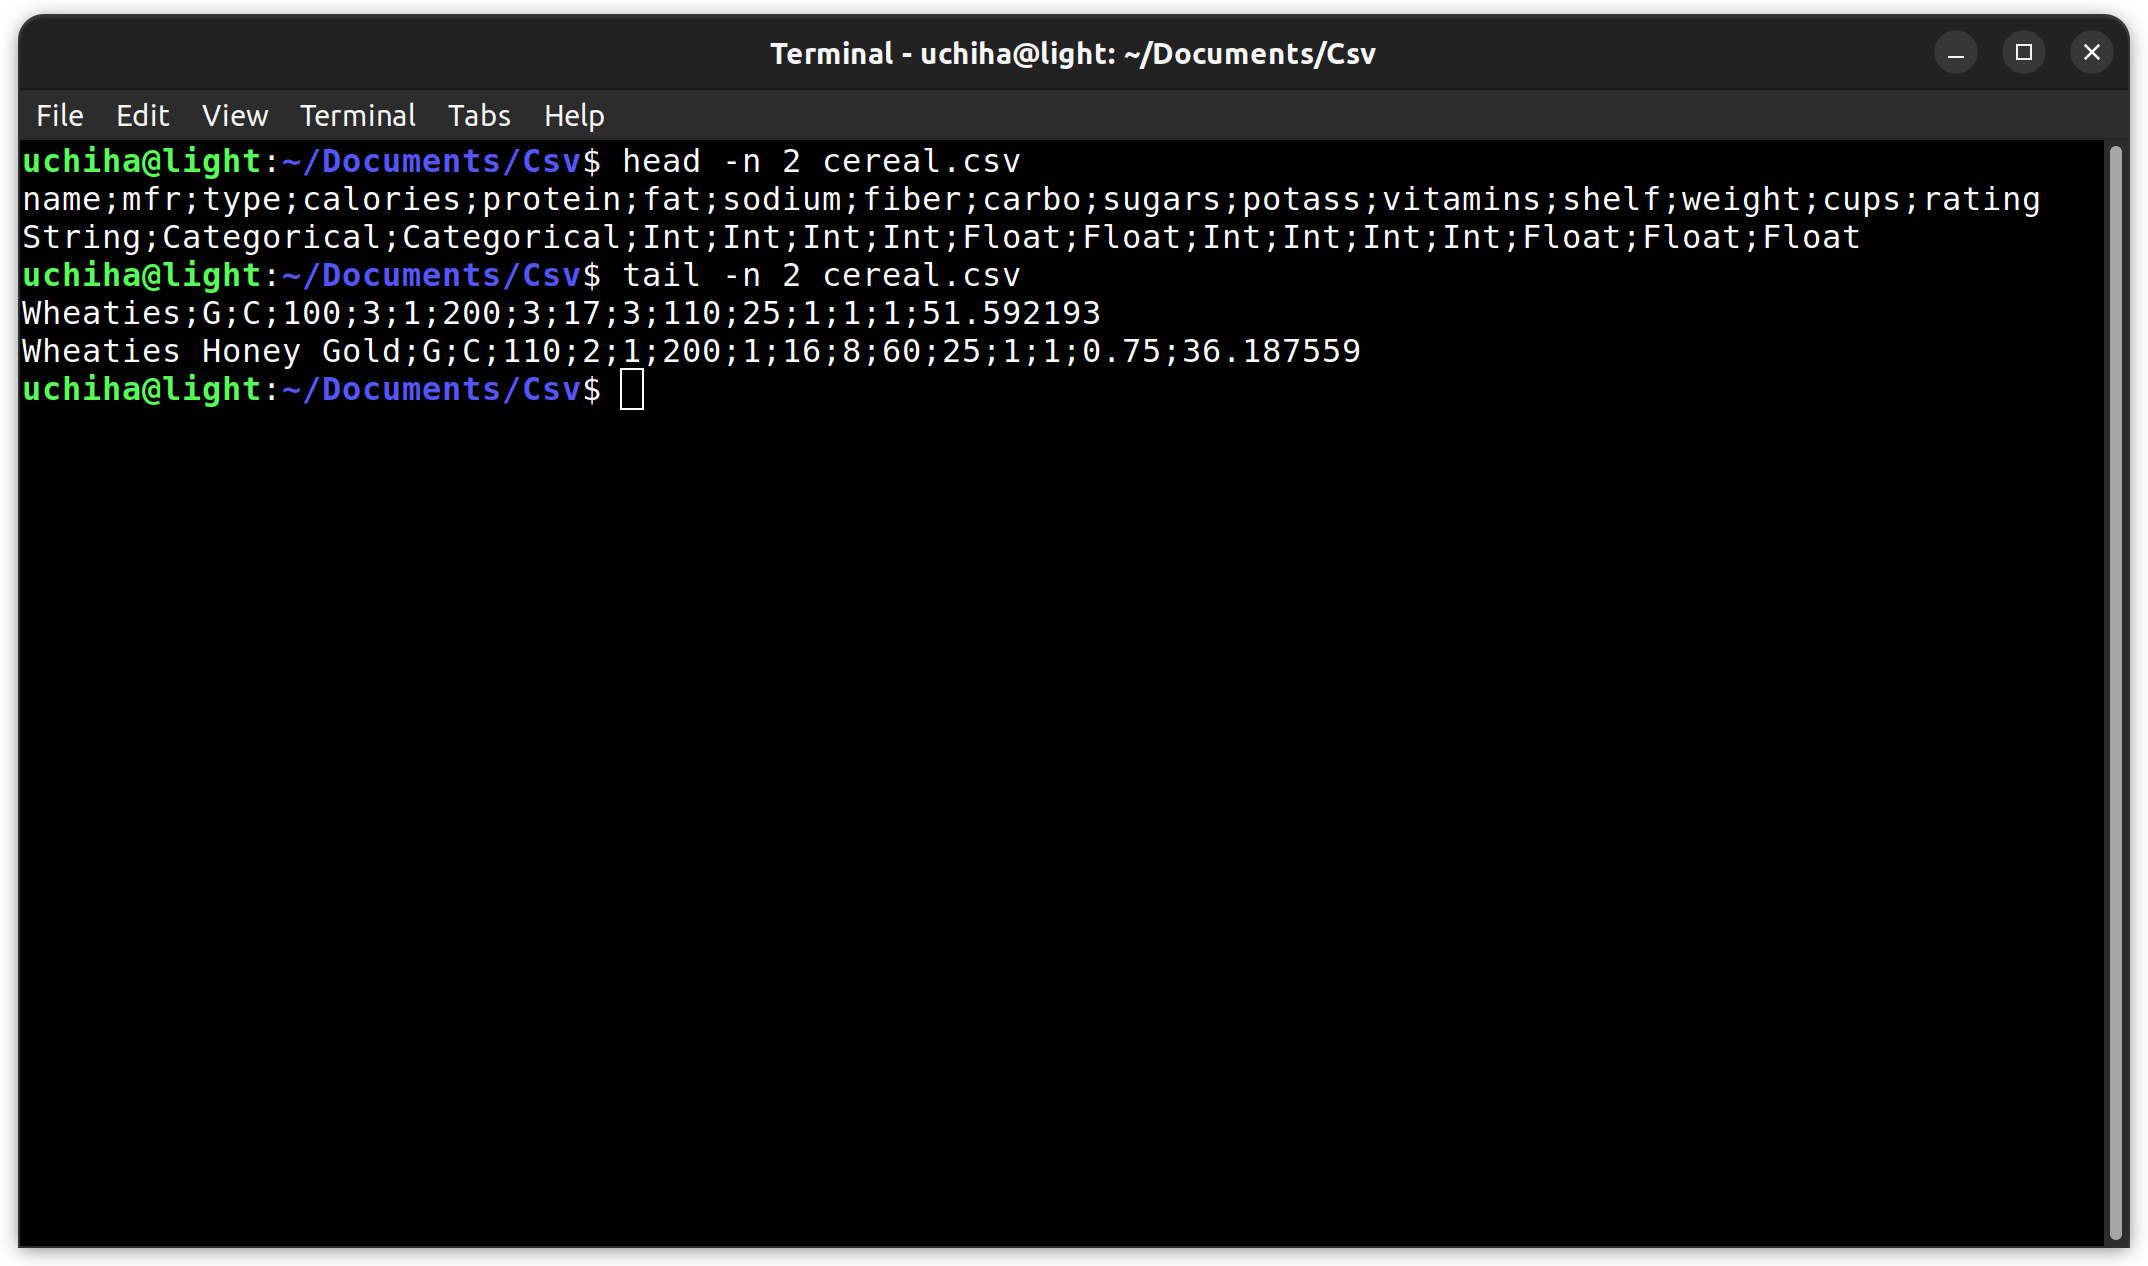 Terminal - uchiha@light: ~/Documents/Csv
File Edit View Terminal Tabs Help
uchiha@light:~/Documents/Csv$ head -n 2 cereal.csv
name;mfr;type;calories;protein;fat;sodium;fiber;carbo;sugars;potass;vitamins;shelf;weight;cups;rating
String;Categorical;Categorical;Int;Int;Int;Int;Float;Float;Int;Int;Int;Int;Float;Float;Float
uchiha@light:~/Documents/Csv$ tail -n 2 cereal.csv
Wheaties;G;C;100;3;1;200;3;17;3;110;25;1;1;1;51.592193
Wheaties Honey Gold;G;C;110;2;1;200;1;16;8;60;25;1;1;0.75;36.187559
uchiha@light:~/Documents/Csv$